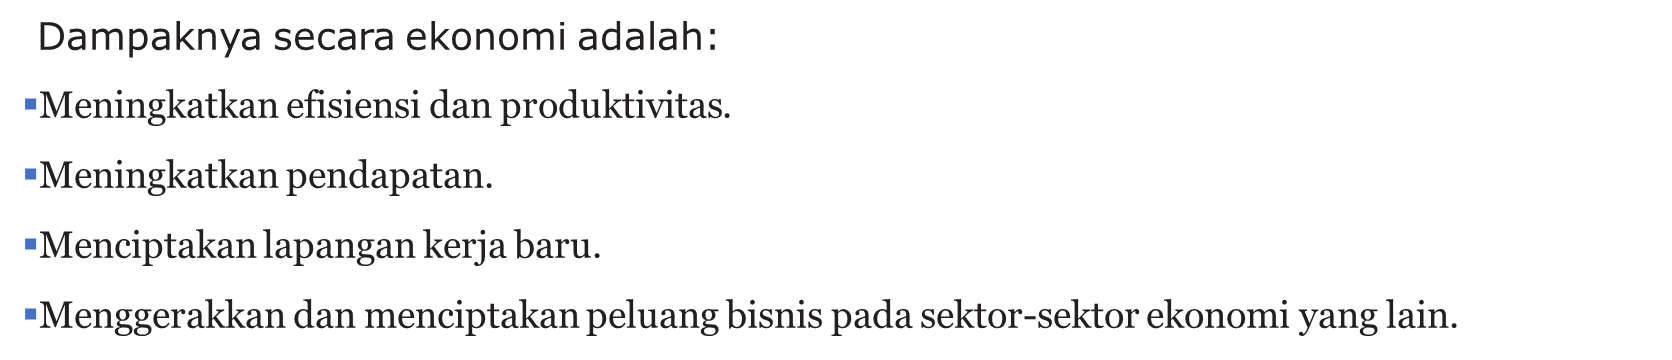 Dampaknya secara ekonomi adalah:
▪Meningkatkan efisiensi dan produktivitas.
▪Meningkatkan pendapatan.
▪Menciptakan lapangan kerja baru.
▪Menggerakkan dan menciptakan peluang bisnis pada sektor-sektor ekonomi yang lain.